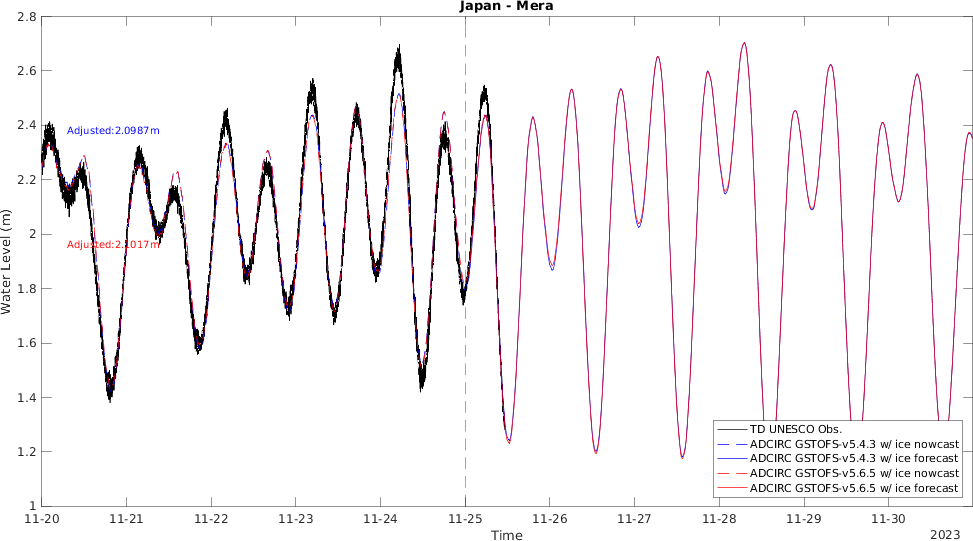 Japan - Mera
2.8
2.6
2.4
2.2
2
1.8
1.6
1.4
1.2
1
Water Level (m)
Adjusted:2.0987m
Adjusted:2.1017m
TD UNESCO Obs.
ADCIRC GSTOFS-v5.4.3 w/ ice nowcast
ADCIRC GSTOFS-v5.4.3 w/ ice forecast
ADCIRC GSTOFS-v5.6.5 w/ ice nowcast
ADCIRC GSTOFS-v5.6.5 w/ ice forecast
11-20 11-21 11-22 11-23 11-24 11-25 11-26 11-27 11-28 11-29 11-30
Time
2023